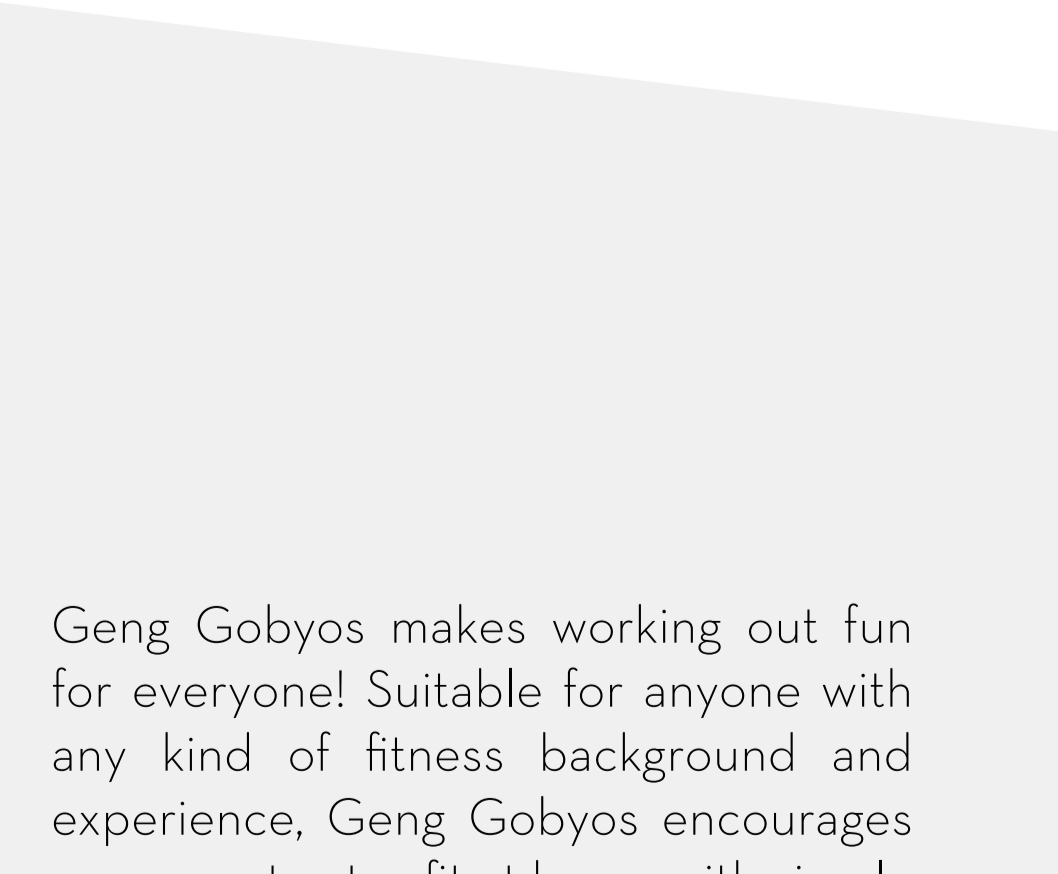 Geng Gobyos makes working out fun
for everyone! Suitable for anyone with
any kind of fitness background and
experience, Geng Gobyos encourages